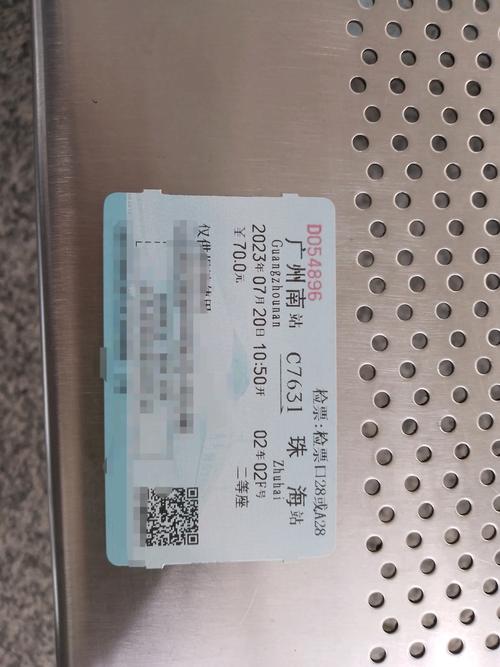 D054896
检票:检票口28或A28
广州南站 C7631 珠海站
Guangzhounan Zhuhai
2023年07月20日 10:50开 02车02F号
¥70.0元 二等座